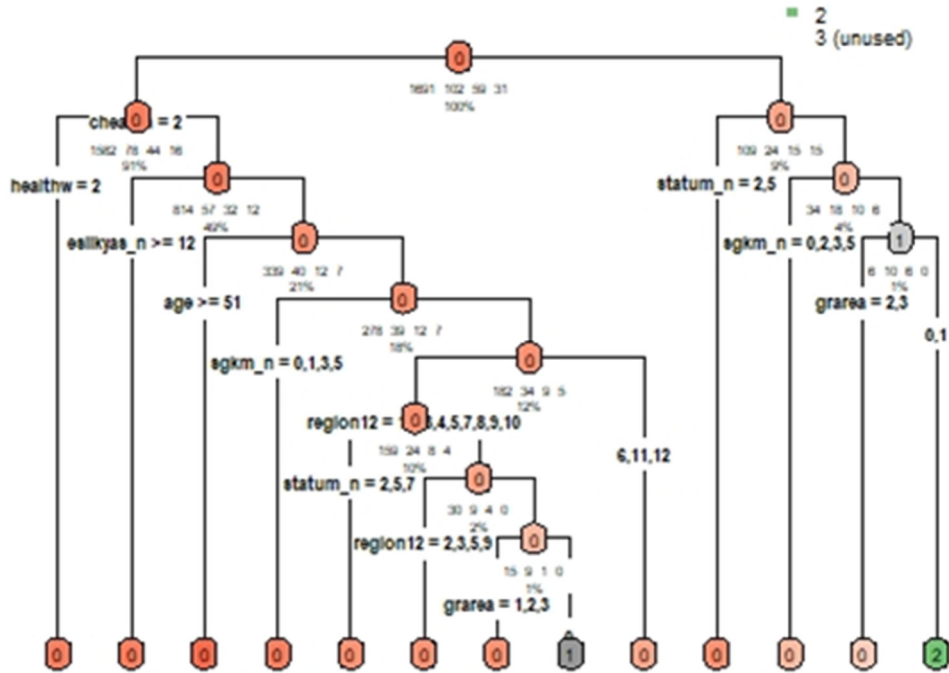 2
3 (unused)
0
1691 102 59 31
100%
0
= 2
1582 78 44 16
91%
0
109 24 15 15
9%
healthw = 2
0
814 57 32 12
49%
statum_n = 2,5
0
34 18 10 6
4%
eslikyas_n >= 12
0
339 40 12 7
21%
sgkm_n = 0,2,3,5
1
6 10 6 0
1%
age >= 51
0
278 39 12 7
18%
grarea = 2,3
0,1
sgkm_n = 0,1,3,5
0
182 34 9 5
12%
region12 =
0
,4,5,7,8,9,10
159 24 8 4
10%
6,11,12
statum_n = 2,5,7
0
30 9 4 0
2%
region12 = 2,3,5,9
0
15 9 1 0
1%
grarea = 1,2,3
0 0 0 0 0 0 0 1 0 0 0 0 2